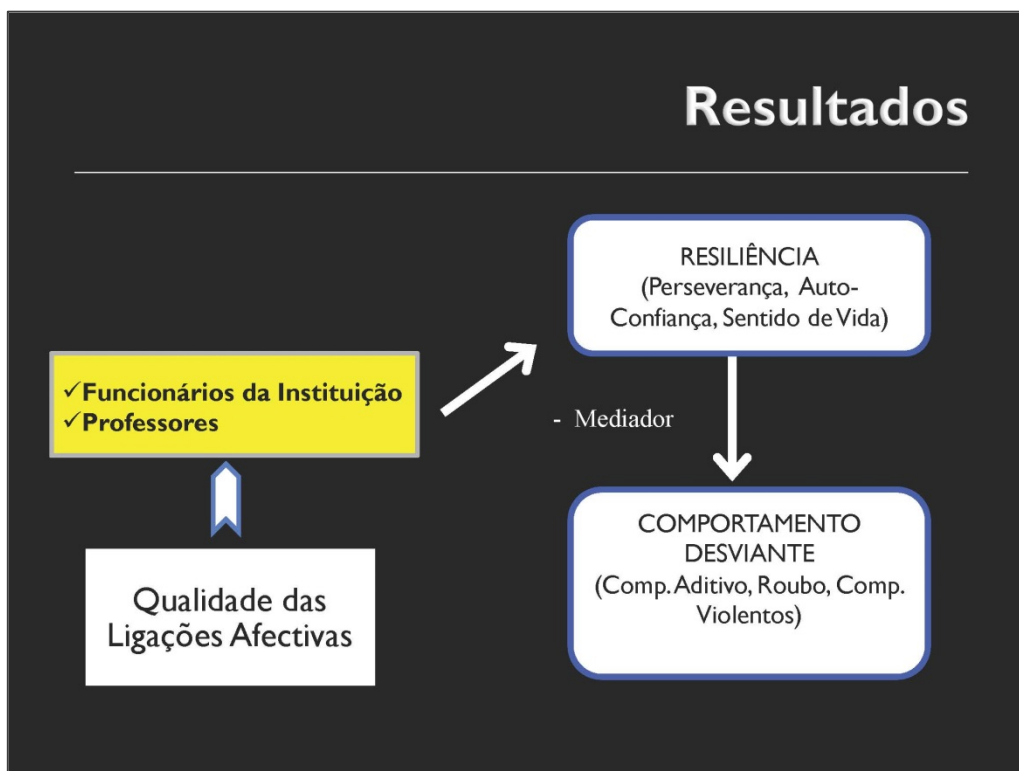 Resultados
RESILIÊNCIA
(Perseverança, Auto-
Confiança, Sentido de Vida)
✓Funcionários da Instituição
✓Professores
- Mediador
COMPORTAMENTO
DESVIANTE
(Comp. Aditivo, Roubo, Comp.
Violentos)
Qualidade das
Ligações Afectivas